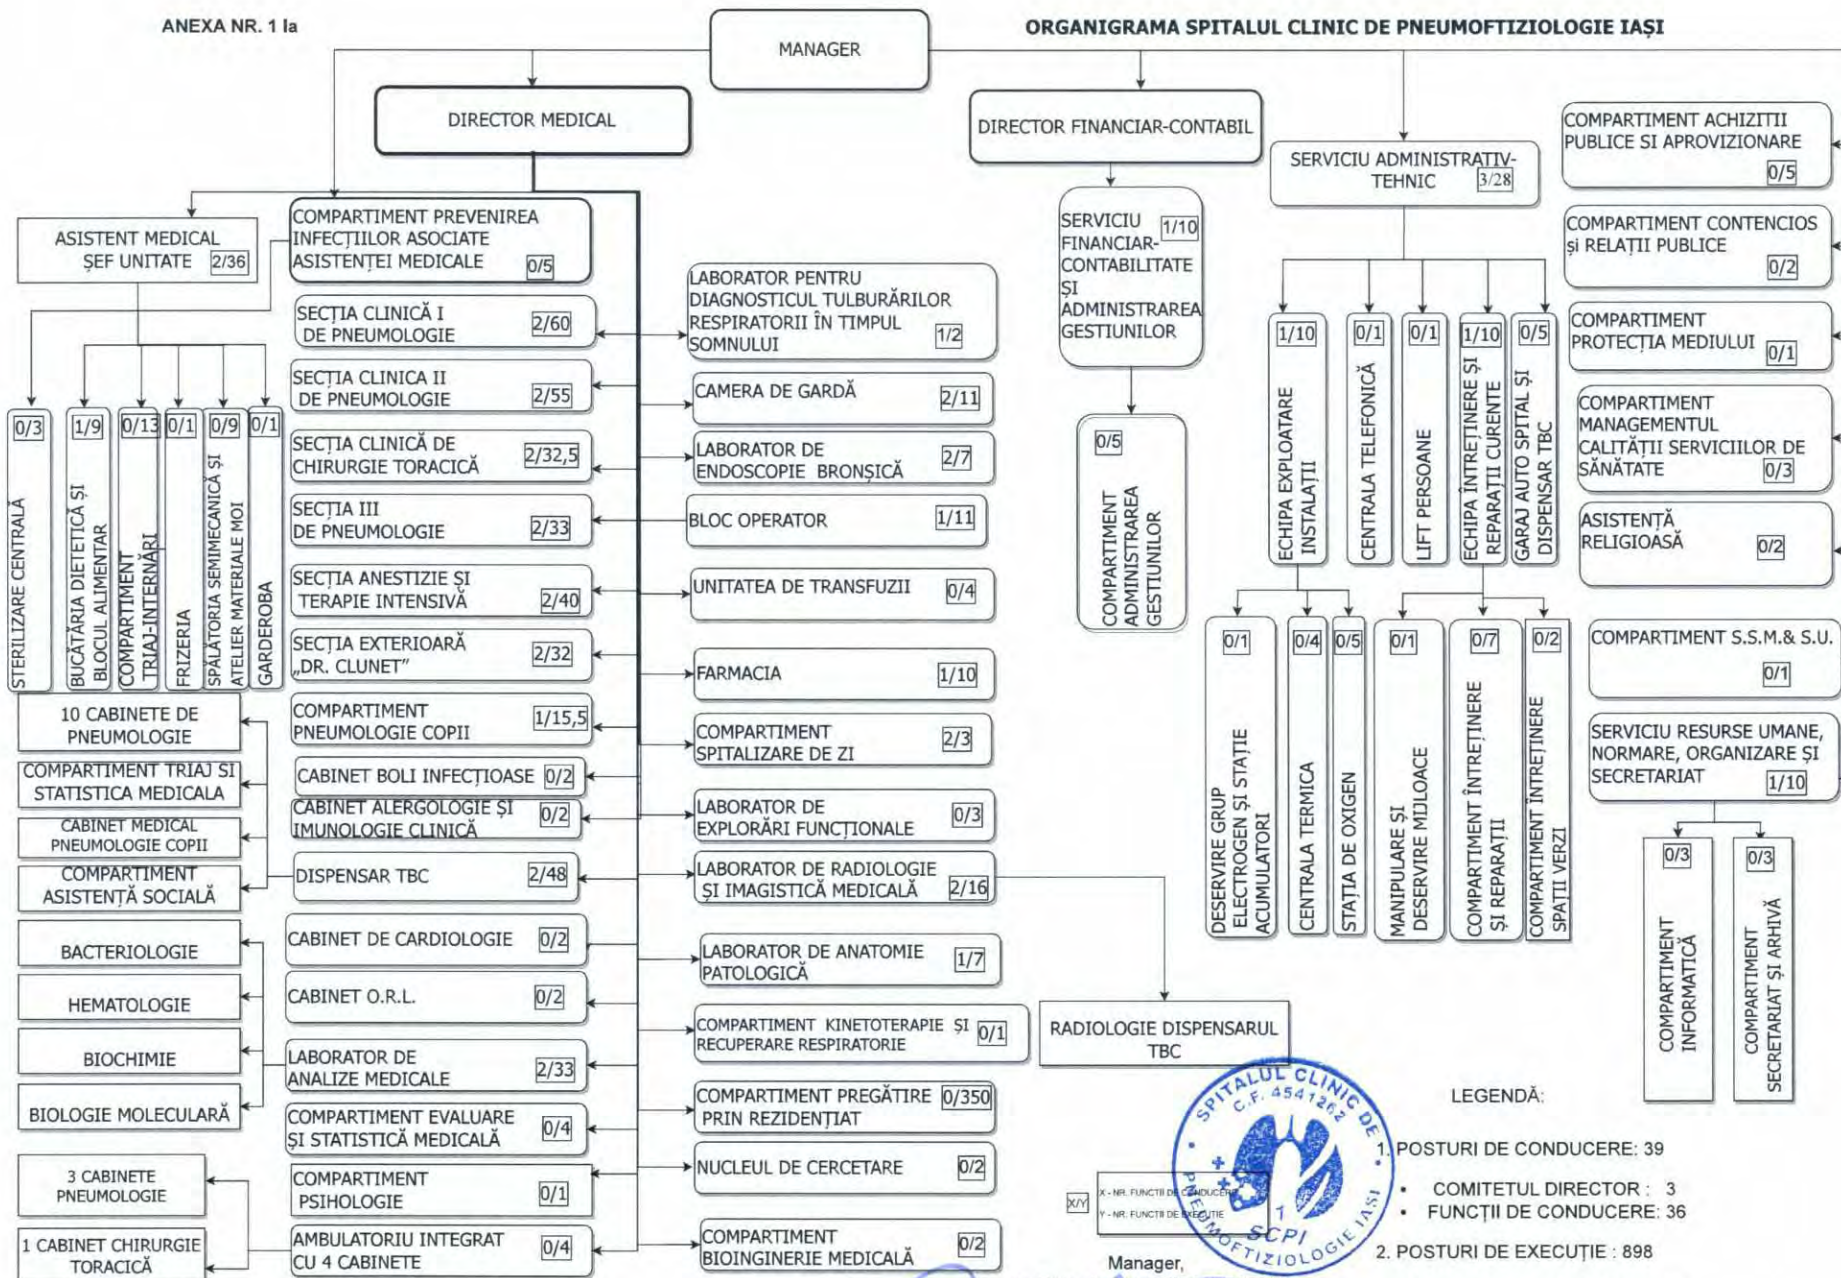 ANEXA NR. 1 Ia
ORGANIGRAMA SPITALUL CLINIC DE PNEUMOFTIZIOLOGIE IAȘI
MANAGER
DIRECTOR MEDICAL
DIRECTOR FINANCIAR-CONTABIL
SERVICIU ADMINISTRATIV-
TEHNIC 3/28
ASISTENT MEDICAL
ȘEF UNITATE 2/36
STERILIZARE CENTRALĂ
0/3
BUCĂTĂRIA DIETETICĂ ȘI
BLOCUL ALIMENTAR
1/9
COMPARTIMENT
TRIAJ-INTERNĂRI
0/13
FRIZERIA
0/1
SPĂLĂTORIA SEMIMECANICĂ ȘI
ATELIER MATERIALE MOI
0/9
GARDEROBA
0/1
10 CABINETE DE
PNEUMOLOGIE
COMPARTIMENT TRIAJ SI
STATISTICA MEDICALA
CABINET MEDICAL
PNEUMOLOGIE COPII
COMPARTIMENT
ASISTENȚĂ SOCIALĂ
BACTERIOLOGIE
HEMATOLOGIE
BIOCHIMIE
BIOLOGIE MOLECULARĂ
3 CABINETE
PNEUMOLOGIE
1 CABINET CHIRURGIE
TORACICĂ
COMPARTIMENT PREVENIREA
INFECȚIILOR ASOCIATE
ASISTENȚEI MEDICALE 0/5
SECȚIA CLINICĂ I
DE PNEUMOLOGIE 2/60
SECȚIA CLINICA II
DE PNEUMOLOGIE 2/55
SECȚIA CLINICĂ DE
CHIRURGIE TORACICĂ 2/32,5
SECȚIA III
DE PNEUMOLOGIE 2/33
SECȚIA ANESTIZIE ȘI
TERAPIE INTENSIVĂ 2/40
SECȚIA EXTERIOARĂ
„DR. CLUNET” 2/32
COMPARTIMENT
PNEUMOLOGIE COPII 1/15,5
CABINET BOLI INFECȚIOASE 0/2
CABINET ALERGOLOGIE ȘI
IMUNOLOGIE CLINICĂ 0/2
DISPENSAR TBC 2/48
CABINET DE CARDIOLOGIE 0/2
CABINET O.R.L. 0/2
LABORATOR DE
ANALIZE MEDICALE 2/33
COMPARTIMENT EVALUARE
ȘI STATISTICĂ MEDICALĂ 0/4
COMPARTIMENT
PSIHOLOGIE 0/1
AMBULATORIU INTEGRAT
CU 4 CABINETE 0/4
LABORATOR PENTRU
DIAGNOSTICUL TULBURĂRILOR
RESPIRATORII ÎN TIMPUL
SOMNULUI 1/2
CAMERA DE GARDĂ 2/11
LABORATOR DE
ENDOSCOPIE BRONȘICĂ 2/7
BLOC OPERATOR 1/11
UNITATEA DE TRANSFUZII 0/4
FARMACIA 1/10
COMPARTIMENT
SPITALIZARE DE ZI 2/3
LABORATOR DE
EXPLORĂRI FUNCȚIONALE 0/3
LABORATOR DE RADIOLOGIE
ȘI IMAGISTICĂ MEDICALĂ 2/16
LABORATOR DE ANATOMIE
PATOLOGICĂ 1/7
COMPARTIMENT KINETOTERAPIE ȘI
RECUPERARE RESPIRATORIE 0/1
COMPARTIMENT PREGĂTIRE
PRIN REZIDENȚIAT 0/350
NUCLEUL DE CERCETARE 0/2
COMPARTIMENT
BIOINGINERIE MEDICALĂ 0/2
RADIOLOGIE DISPENSARUL
TBC
SERVICIU 1/10
FINANCIAR-
CONTABILITATE
ȘI
ADMINISTRAREA
GESTIUNILOR
0/5
COMPARTIMENT
ADMINISTRAREA
GESTIUNILOR
1/10
ECHIPA EXPLOATARE
INSTALAȚII
0/1
CENTRALA TELEFONICĂ
0/1
LIFT PERSOANE
1/10
ECHIPA ÎNTREȚINERE ȘI
REPARAȚII CURENTE
0/5
GARAJ AUTO SPITAL ȘI
DISPENSAR TBC
0/1
DESERVIRE GRUP
ELECTROGEN ȘI STAȚIE
ACUMULATORI
0/4
CENTRALA TERMICA
0/5
STAȚIA DE OXIGEN
0/1
MANIPULARE ȘI
DESERVIRE MIJLOACE
0/7
COMPARTIMENT ÎNTREȚINERE
ȘI REPARAȚII
0/2
COMPARTIMENT ÎNTREȚINERE
SPAȚII VERZI
COMPARTIMENT ACHIZITII
PUBLICE SI APROVIZIONARE
0/5
COMPARTIMENT CONTENCIOS
și RELAȚII PUBLICE
0/2
COMPARTIMENT
PROTECȚIA MEDIULUI 0/1
COMPARTIMENT
MANAGEMENTUL
CALITĂȚII SERVICIILOR DE
SĂNĂTATE 0/3
ASISTENȚĂ
RELIGIOASĂ 0/2
COMPARTIMENT S.S.M.& S.U.
0/1
SERVICIU RESURSE UMANE,
NORMARE, ORGANIZARE ȘI
SECRETARIAT 1/10
0/3
COMPARTIMENT
INFORMATICĂ
0/3
COMPARTIMENT
SECRETARIAT ȘI ARHIVĂ
LEGENDĂ:
1. POSTURI DE CONDUCERE: 39
• COMITETUL DIRECTOR : 3
• FUNCȚII DE CONDUCERE: 36
2. POSTURI DE EXECUȚIE : 898
X/Y
X - NR. FUNCTII DE CONDUCERE
Y - NR. FUNCTII DE EXECUTIE
SPITALUL CLINIC DE
PNEUMOFTIZIOLOGIE IAȘI
C.F. 4541262
1
SCPI
Manager,